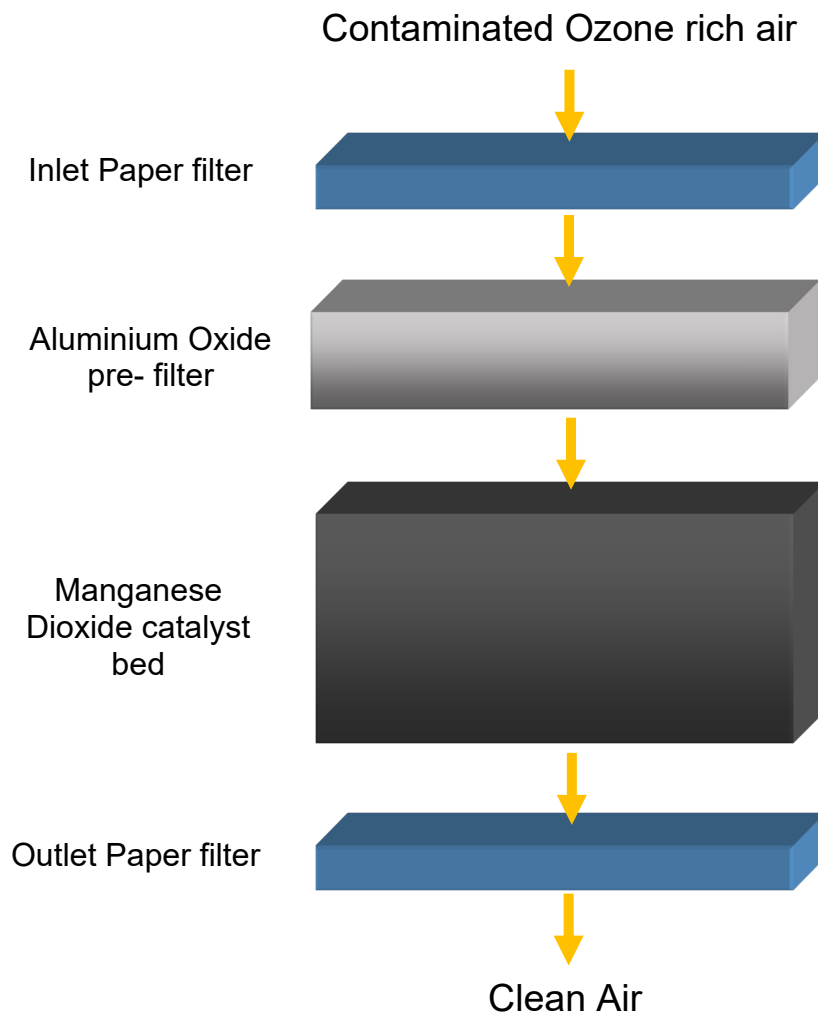 Contaminated Ozone rich air
Inlet Paper filter
Aluminium Oxide
pre- filter
Manganese
Dioxide catalyst
bed
Outlet Paper filter
Clean Air